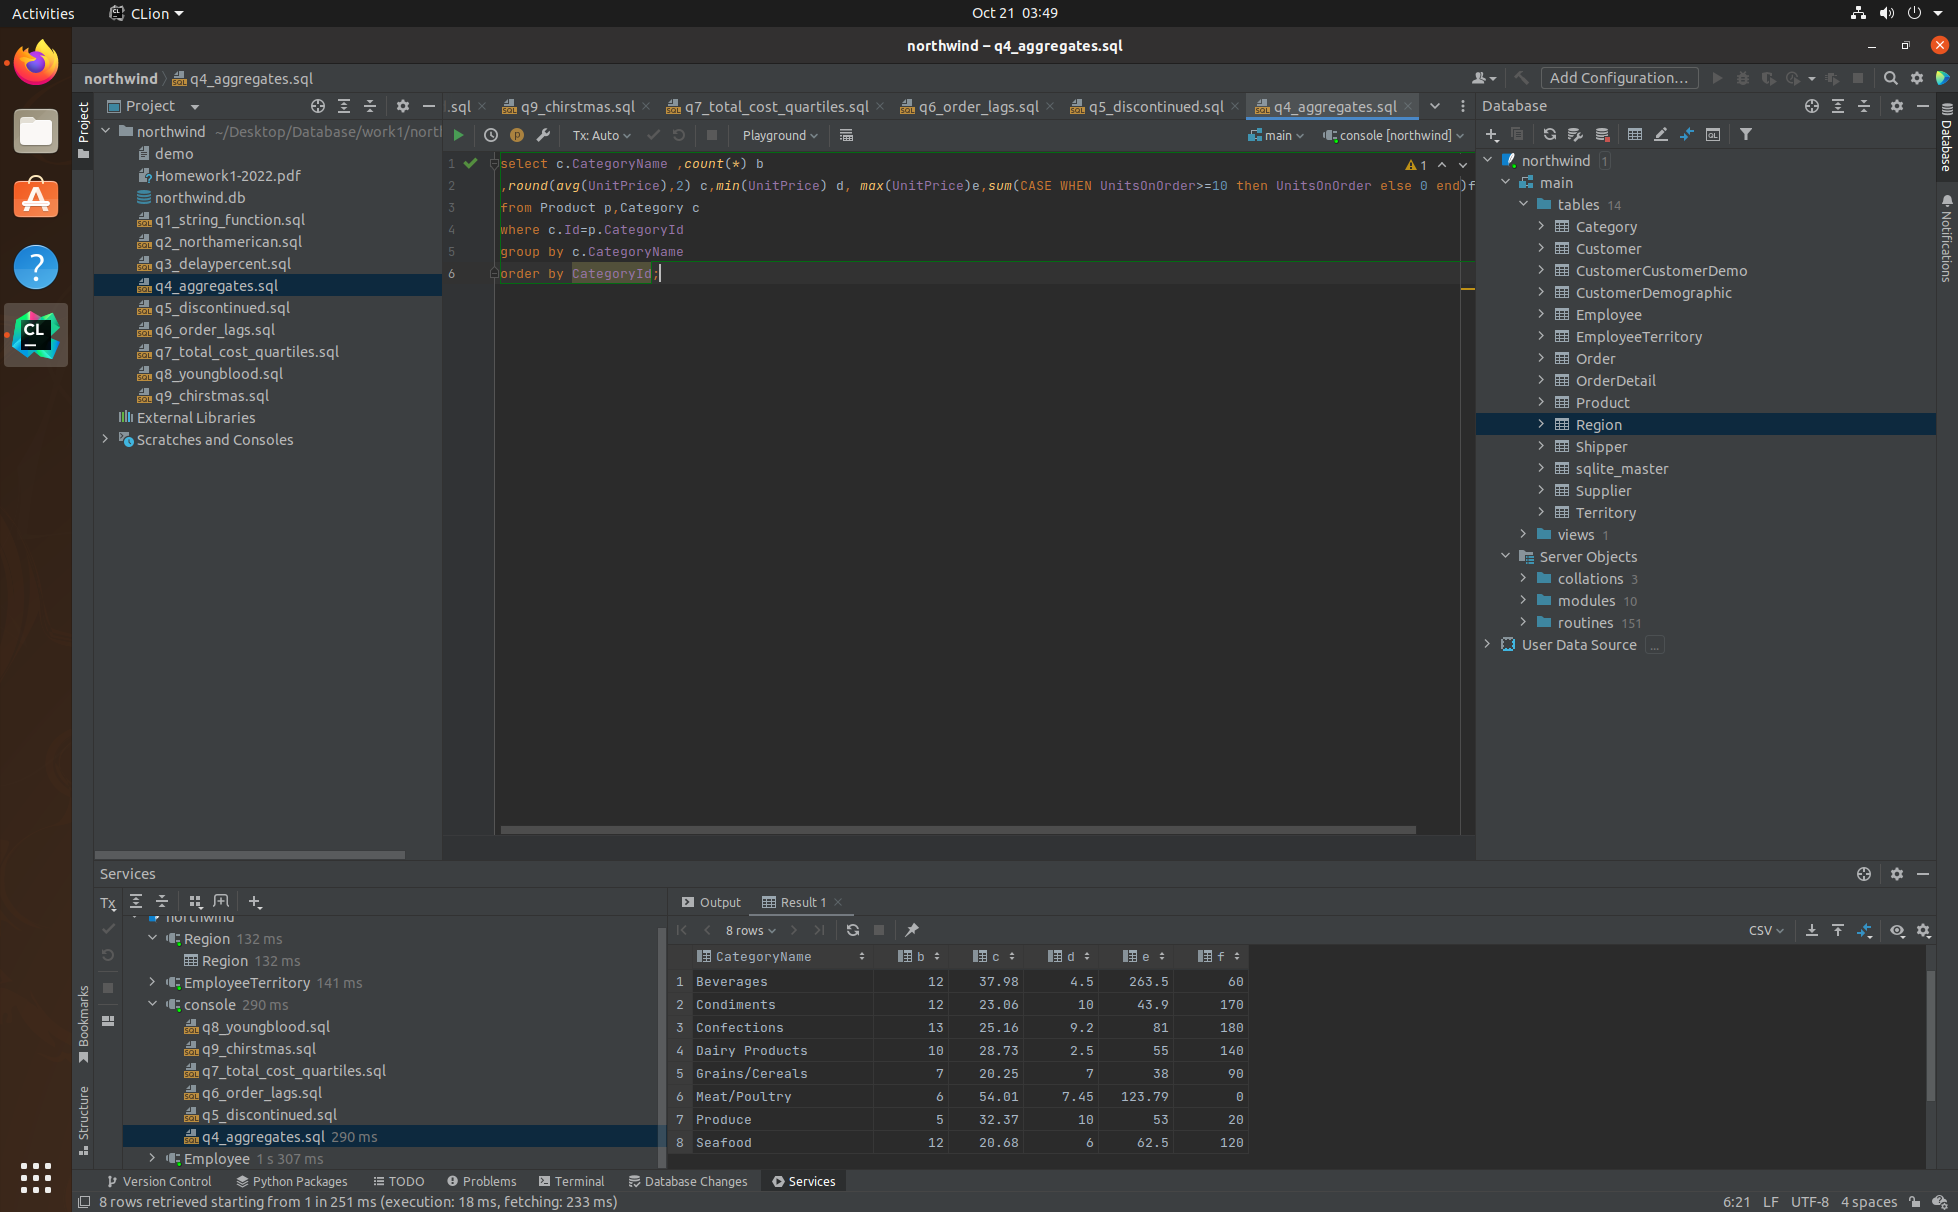 Activities
CLion
Oct 21 03:49
northwind – q4_aggregates.sql
northwind
q4_aggregates.sql
Add Configuration...
Project
Project
northwind ~/Desktop/Database/work1/nort
demo
Homework1-2022.pdf
northwind.db
q1_string_function.sql
q2_northamerican.sql
q3_delaypercent.sql
q4_aggregates.sql
q5_discontinued.sql
q6_order_lags.sql
q7_total_cost_quartiles.sql
q8_youngblood.sql
q9_chirstmas.sql
External Libraries
Scratches and Consoles
.sql
q9_chirstmas.sql
q7_total_cost_quartiles.sql
q6_order_lags.sql
q5_discontinued.sql
q4_aggregates.sql
Tx: Auto
Playground
main
console [northwind]
1 select c.CategoryName ,count(*) b
1
2 ,round(avg(UnitPrice),2) c,min(UnitPrice) d, max(UnitPrice)e,sum(CASE WHEN UnitsOnOrder>=10 then UnitsOnOrder else 0 end)f
3 from Product p,Category c
4 where c.Id=p.CategoryId
5 group by c.CategoryName
6 order by CategoryId;
Database
northwind 1
main
tables 14
Category
Customer
CustomerCustomerDemo
CustomerDemographic
Employee
EmployeeTerritory
Order
OrderDetail
Product
Region
Shipper
sqlite_master
Supplier
Territory
views 1
Server Objects
collations 3
modules 10
routines 151
User Data Source ...
Database
Notifications
Services
Tx
northwind
Region 132 ms
Region 132 ms
EmployeeTerritory 141 ms
console 290 ms
q8_youngblood.sql
q9_chirstmas.sql
q7_total_cost_quartiles.sql
q6_order_lags.sql
q5_discontinued.sql
q4_aggregates.sql 290 ms
Employee 1 s 307 ms
Bookmarks
Structure
Output
Result 1
8 rows
CSV
CategoryName b c d e f
1 Beverages 12 37.98 4.5 263.5 60
2 Condiments 12 23.06 10 43.9 170
3 Confections 13 25.16 9.2 81 180
4 Dairy Products 10 28.73 2.5 55 140
5 Grains/Cereals 7 20.25 7 38 90
6 Meat/Poultry 6 54.01 7.45 123.79 0
7 Produce 5 32.37 10 53 20
8 Seafood 12 20.68 6 62.5 120
Version Control
Python Packages
TODO
Problems
Terminal
Database Changes
Services
8 rows retrieved starting from 1 in 251 ms (execution: 18 ms, fetching: 233 ms)
6:21 LF UTF-8 4 spaces